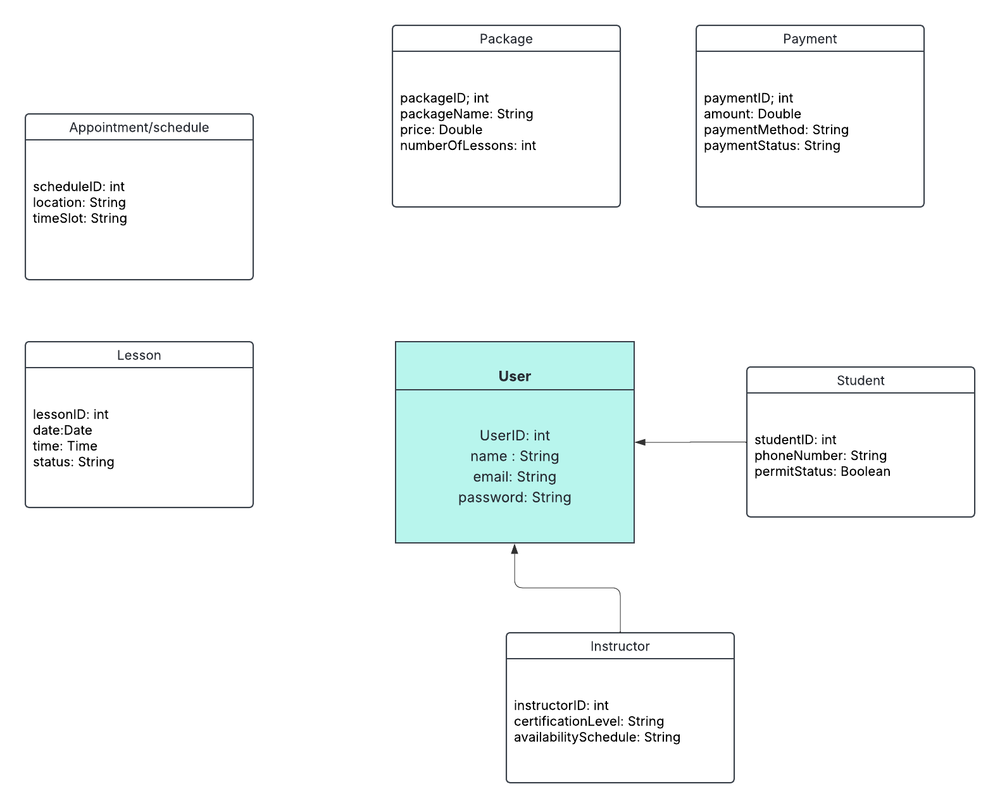 Package
packageID; int
packageName: String
price: Double
numberOfLessons: int
Payment
paymentID; int
amount: Double
paymentMethod: String
paymentStatus: String
Appointment/schedule
scheduleID: int
location: String
timeSlot: String
Lesson
lessonID: int
date:Date
time: Time
status: String
User
UserID: int
name : String
email: String
password: String
Student
studentID: int
phoneNumber: String
permitStatus: Boolean
Instructor
instructorID: int
certificationLevel: String
availabilitySchedule: String